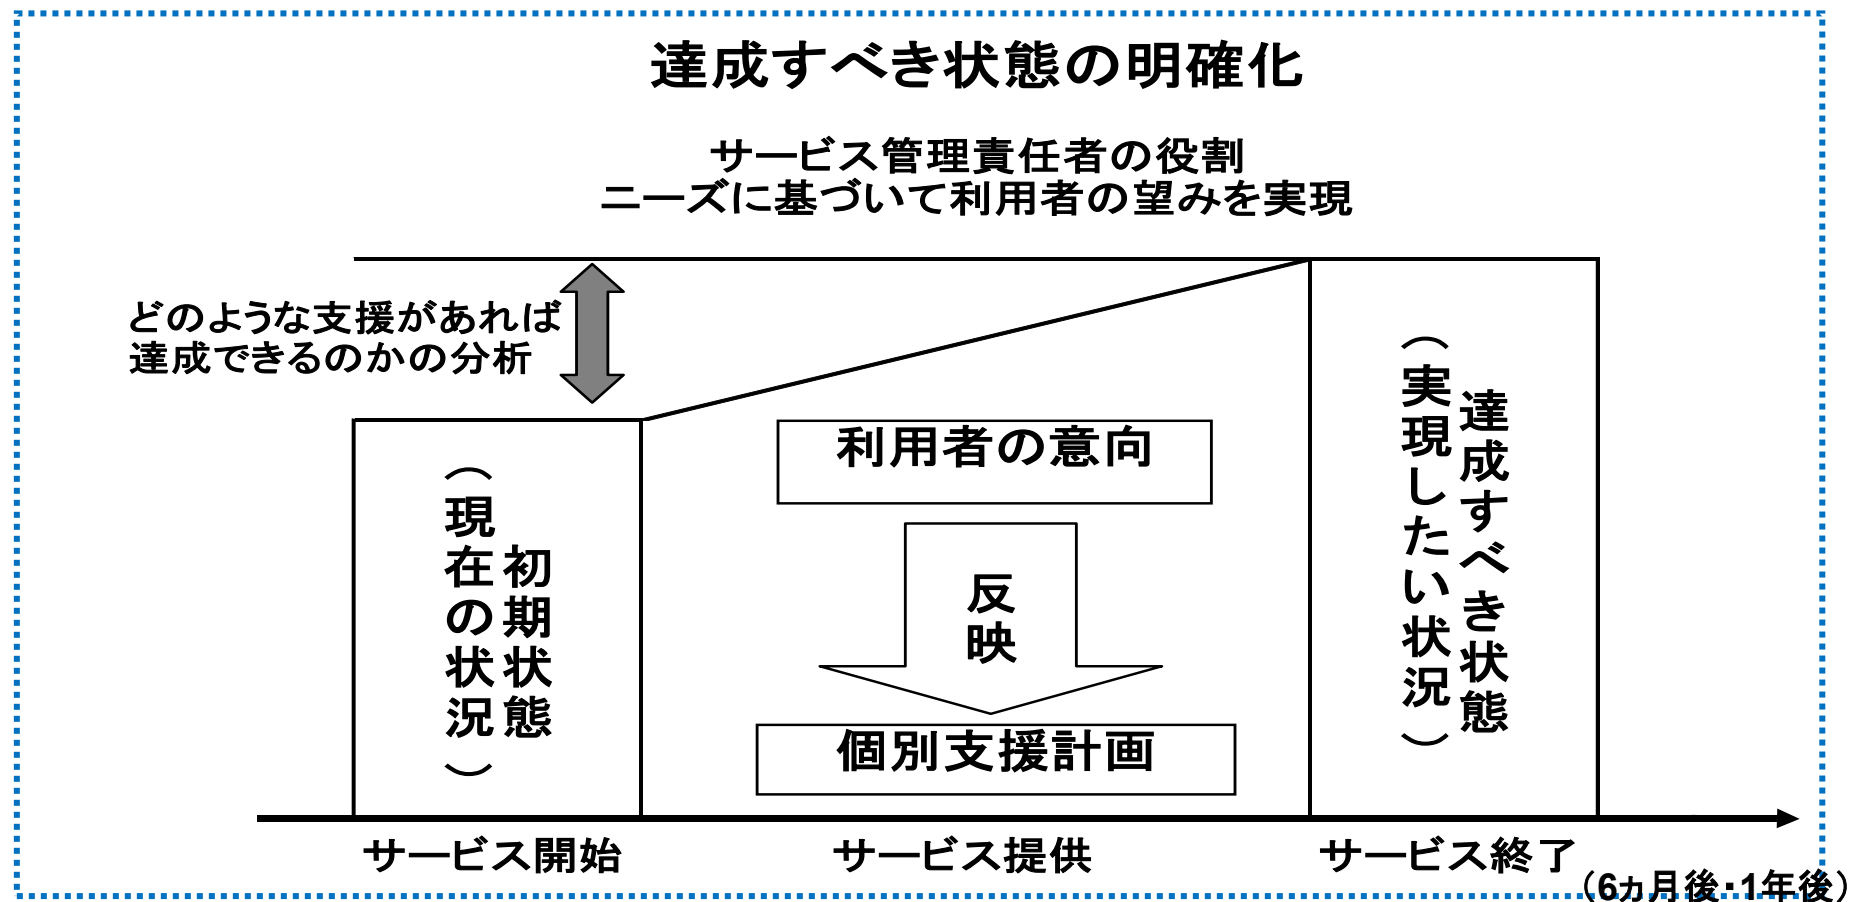 達成すべき状態の明確化
サービス管理責任者の役割
ニーズに基づいて利用者の望みを実現
どのような支援があれば
達成できるのかの分析
初期状態
（現在の状況）
利用者の意向
反映
個別支援計画
達成すべき状態
（実現したい状況）
サービス開始
サービス提供
サービス終了
（6ヵ月後・1年後）